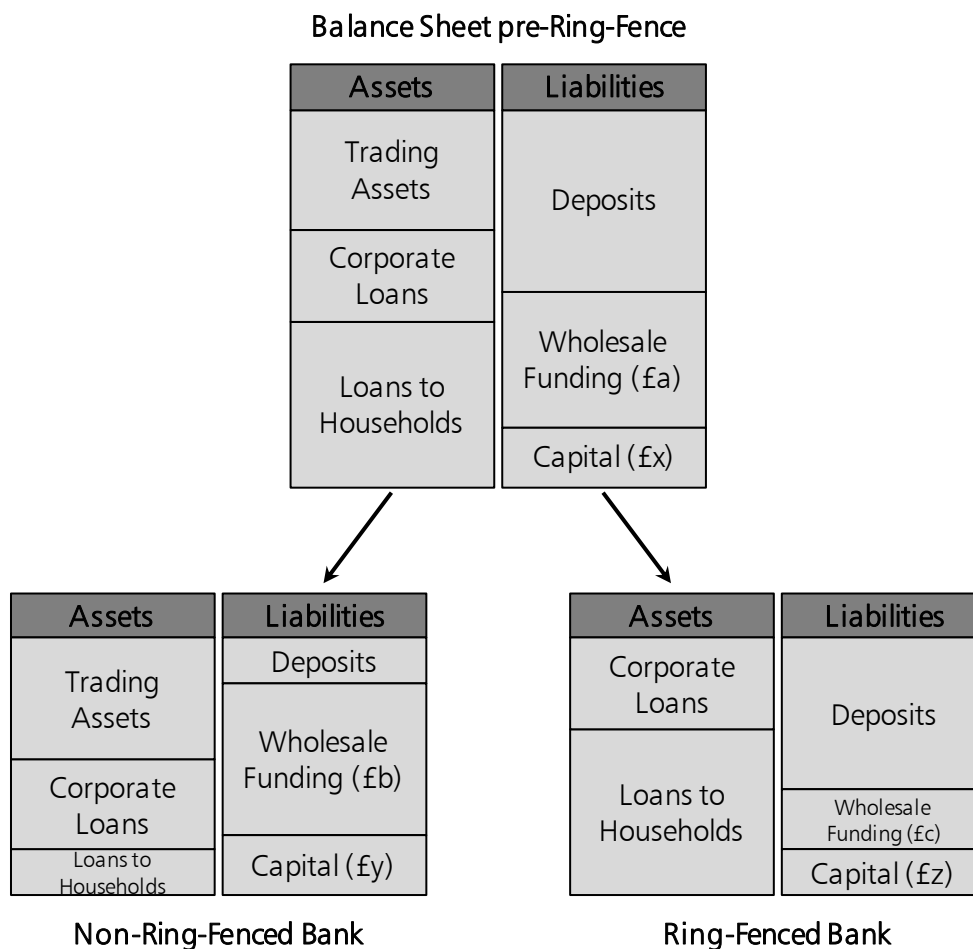 Balance Sheet pre-Ring-Fence
Assets
Liabilities
Trading
Assets
Corporate
Loans
Loans to
Households
Deposits
Wholesale
Funding (£a)
Capital (£x)
Assets
Liabilities
Trading
Assets
Corporate
Loans
Loans to
Households
Deposits
Wholesale
Funding (£b)
Capital (£y)
Non-Ring-Fenced Bank
Assets
Liabilities
Corporate
Loans
Loans to
Households
Deposits
Wholesale
Funding (£c)
Capital (£z)
Ring-Fenced Bank